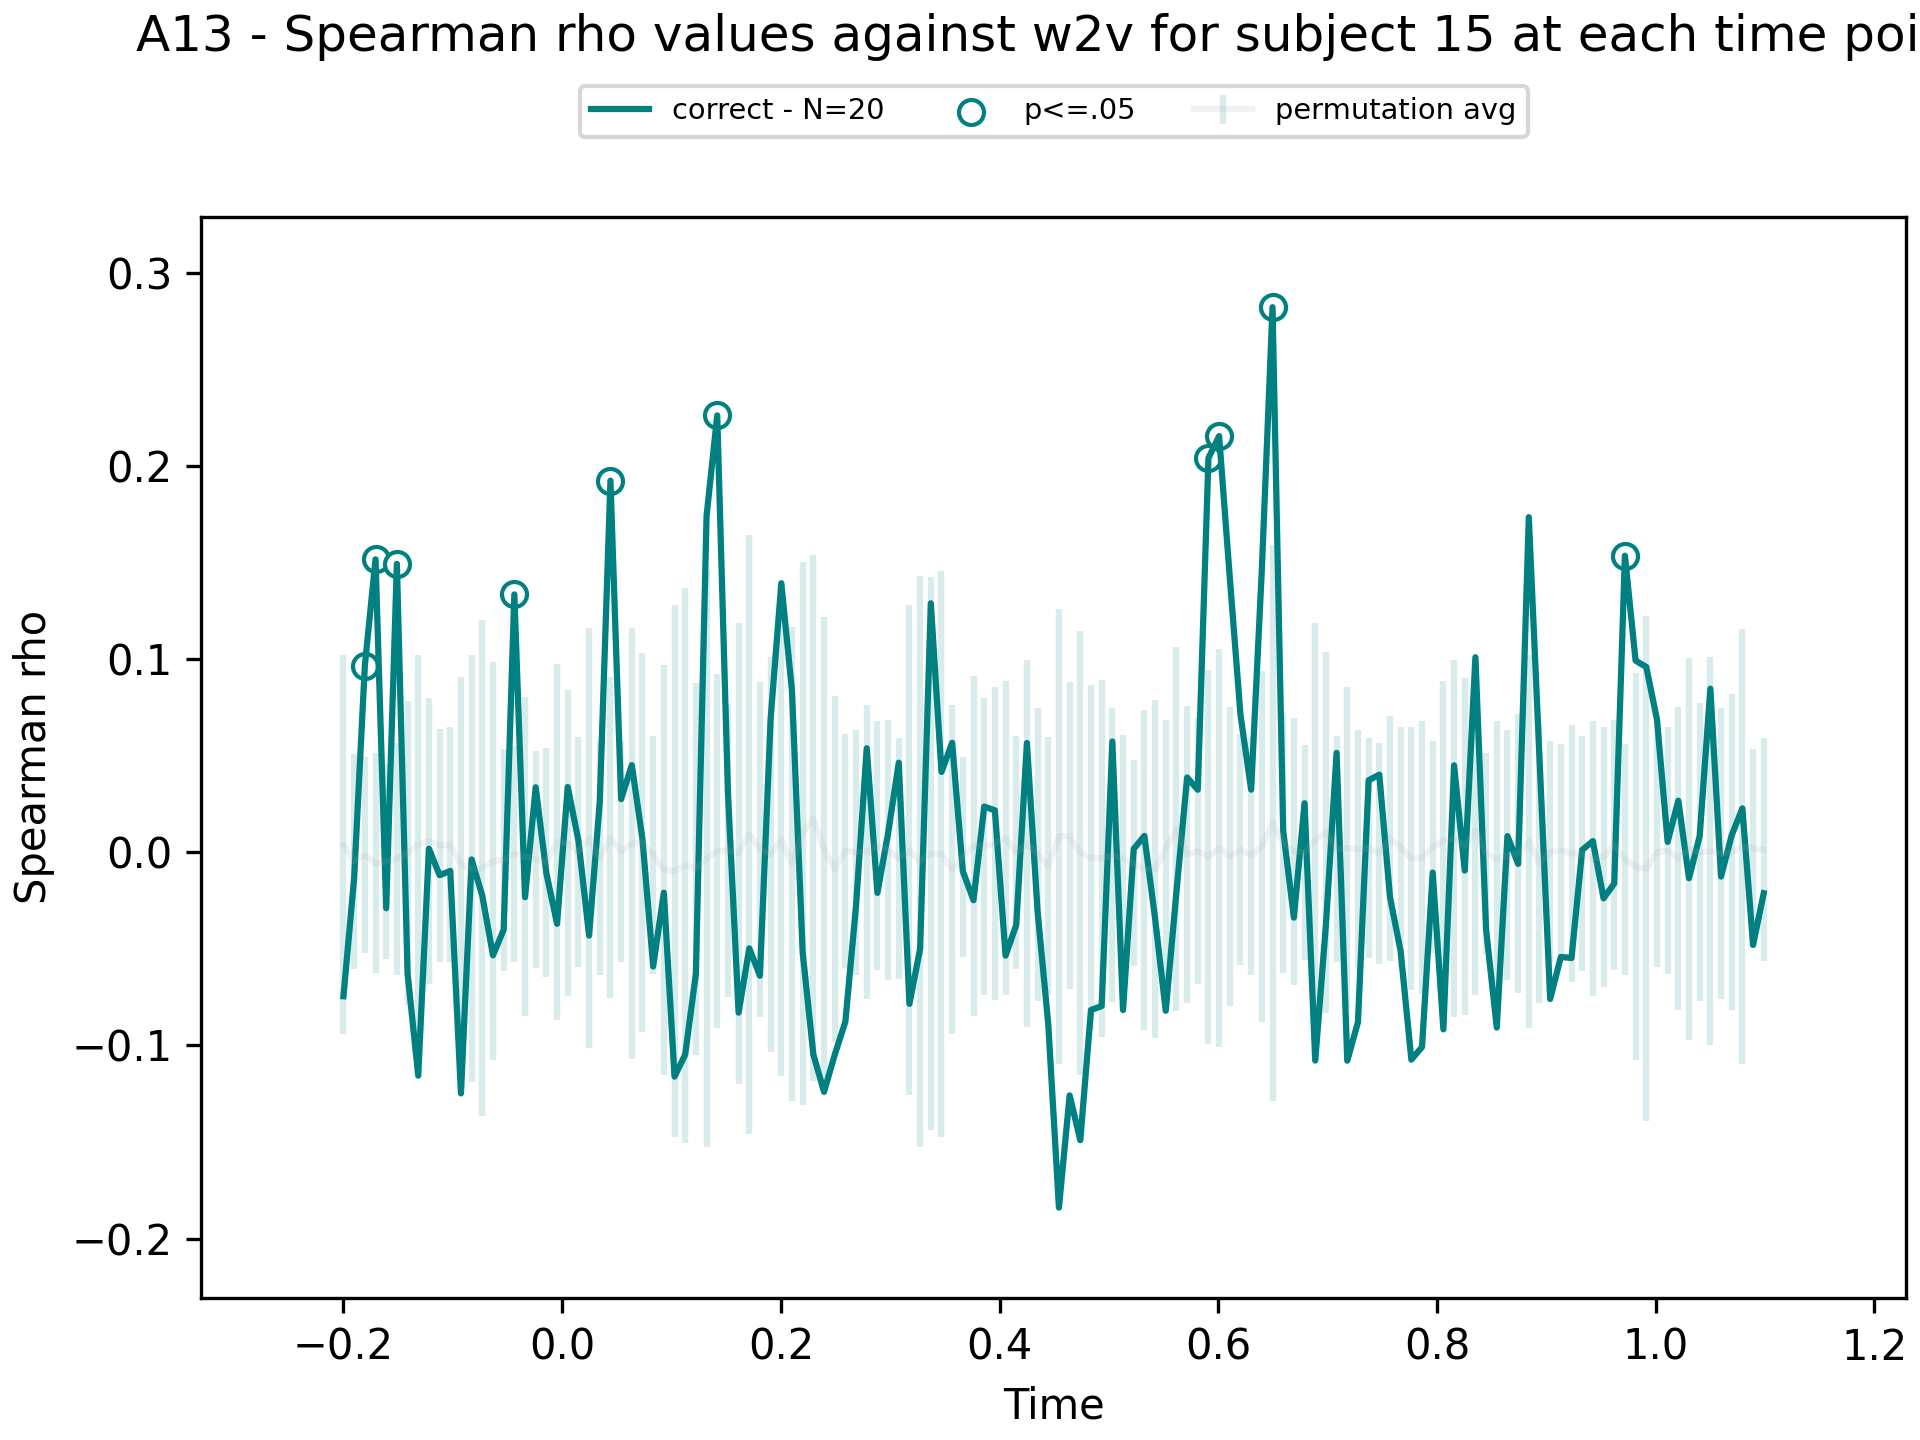 A13 - Spearman rho values against w2v for subject 15 at each time poi
correct - N=20
p<=.05
permutation avg
Spearman rho
0.3
0.2
0.1
0.0
−0.1
−0.2
−0.2
0.0
0.2
0.4
0.6
0.8
1.0
1.2
Time